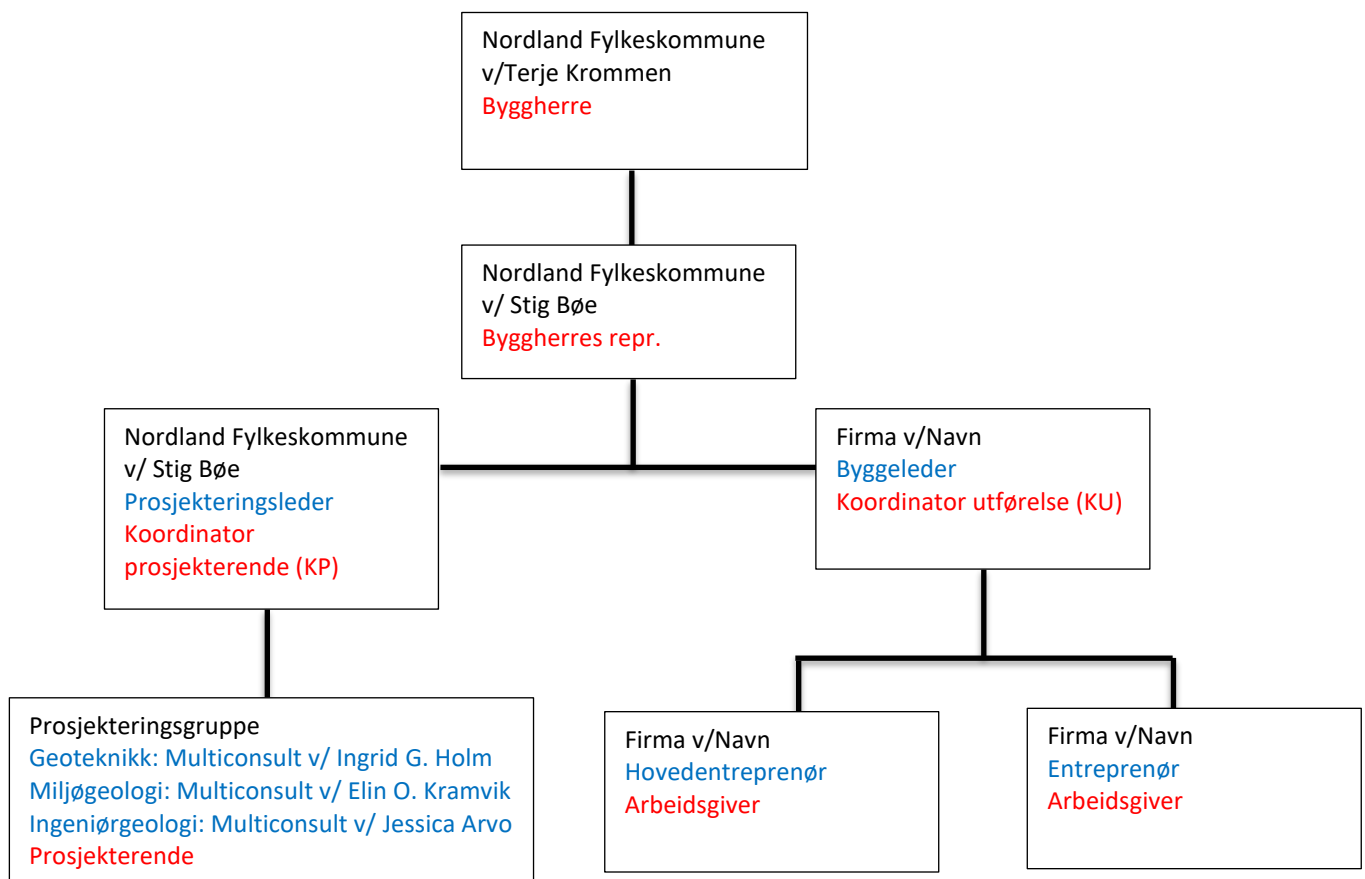 Nordland Fylkeskommune
v/Terje Krommen
Byggherre
Nordland Fylkeskommune
v/ Stig Bøe
Byggherres repr.
Nordland Fylkeskommune
v/ Stig Bøe
Prosjekteringsleder
Koordinator
prosjekterende (KP)
Firma v/Navn
Byggeleder
Koordinator utførelse (KU)
Prosjekteringsgruppe
Geoteknikk: Multiconsult v/ Ingrid G. Holm
Miljøgeologi: Multiconsult v/ Elin O. Kramvik
Ingeniørgeologi: Multiconsult v/ Jessica Arvo
Prosjekterende
Firma v/Navn
Hovedentreprenør
Arbeidsgiver
Firma v/Navn
Entreprenør
Arbeidsgiver